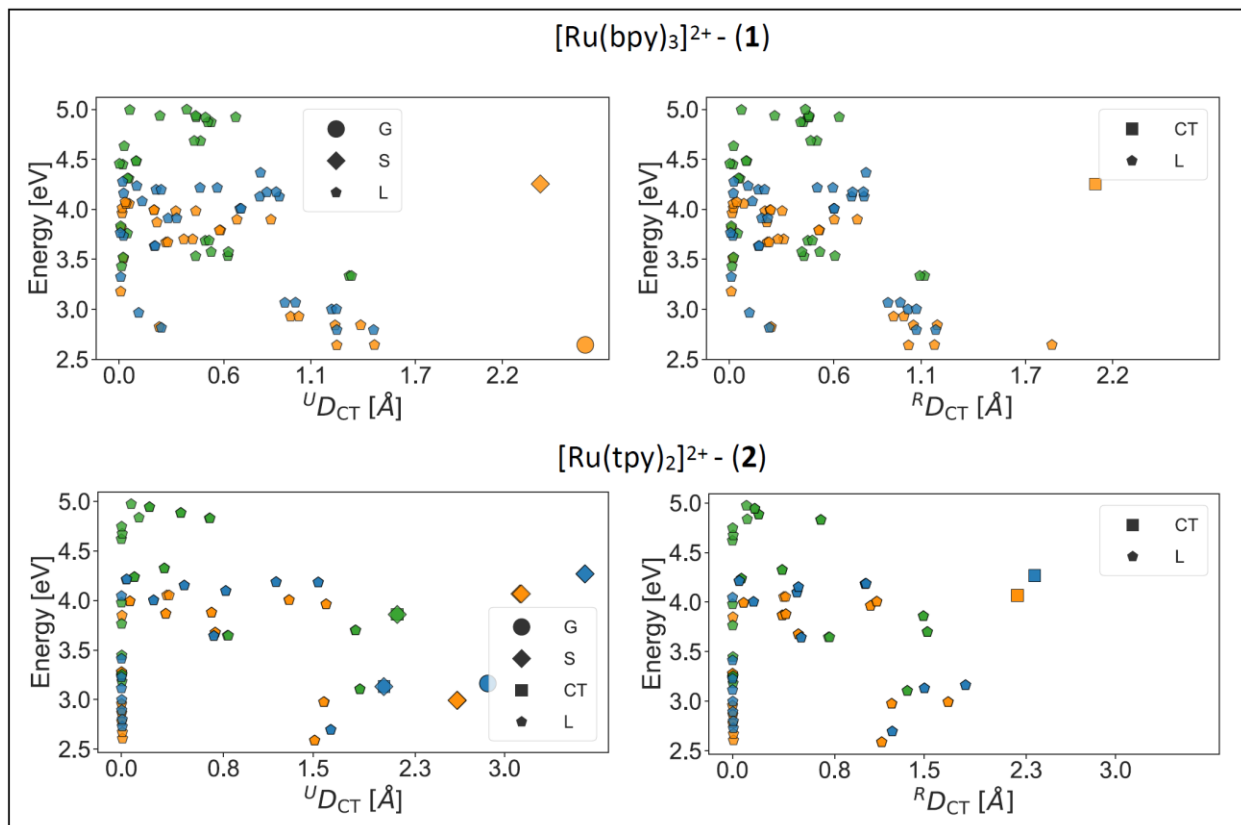 [Ru(bpy)₃]²⁺ - (1)
5.0
4.5
4.0
3.5
3.0
2.5
Energy [eV]
G
S
L
0.0 0.6 1.1 1.7 2.2
ᵁD_CT [Å]
5.0
4.5
4.0
3.5
3.0
2.5
Energy [eV]
CT
L
0.0 0.6 1.1 1.7 2.2
ᴿD_CT [Å]
[Ru(tpy)₂]²⁺ - (2)
5.0
4.5
4.0
3.5
3.0
2.5
Energy [eV]
G
S
CT
L
0.0 0.8 1.5 2.3 3.0
ᵁD_CT [Å]
5.0
4.5
4.0
3.5
3.0
2.5
Energy [eV]
CT
L
0.0 0.8 1.5 2.3 3.0
ᴿD_CT [Å]